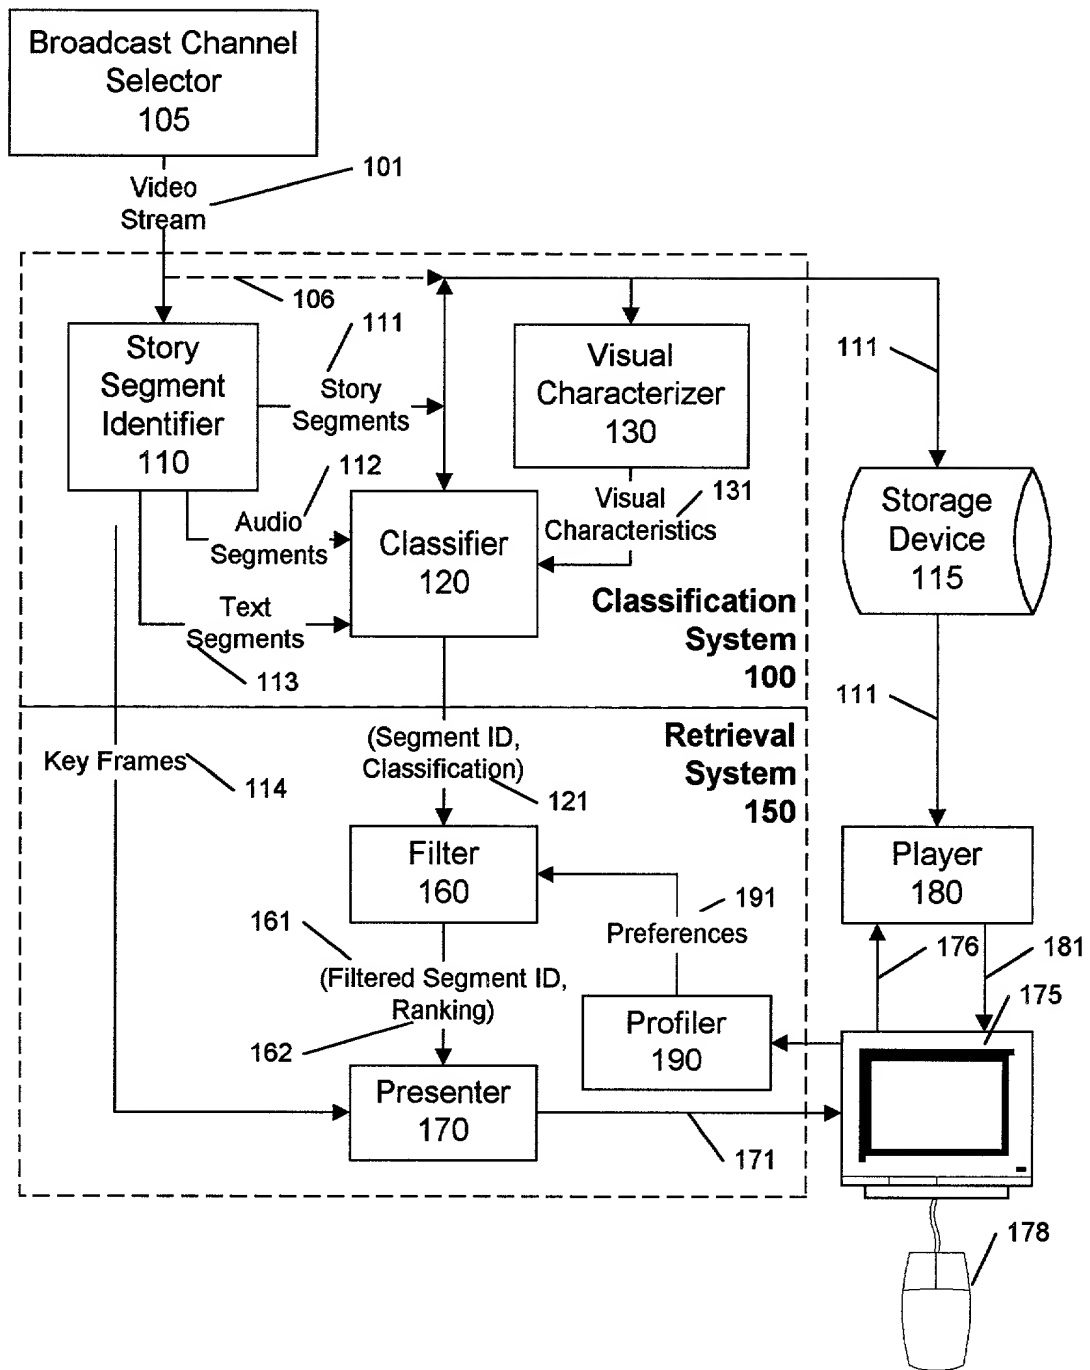 Broadcast Channel
Selector
105
Video
Stream
101
106
111
Story
Segment
Identifier
110
Story
Segments
Visual
Characterizer
130
111
112
Audio
Segments
Classifier
120
Visual
Characteristics
131
Storage
Device
115
Text
Segments
113
Classification
System
100
Key Frames
114
(Segment ID,
Classification)
121
Retrieval
System
150
111
Filter
160
Player
180
161
191
Preferences
176
181
(Filtered Segment ID,
Ranking)
162
Profiler
190
175
Presenter
170
171
178